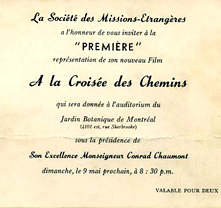 La Société des Missions-Etrangères
a l'honneur de vous inviter à la
"PREMIÈRE"
représentation de son nouveau Film
A la Croisée des Chemins
qui sera donnée à l'auditorium du
Jardin Botanique de Montréal
(4101 est, rue Sherbrooke)
sous la présidence de
Son Excellence Monseigneur Conrad Chaumont
dimanche, le 9 mai prochain, à 8 : 30 p.m.
VALABLE POUR DEUX